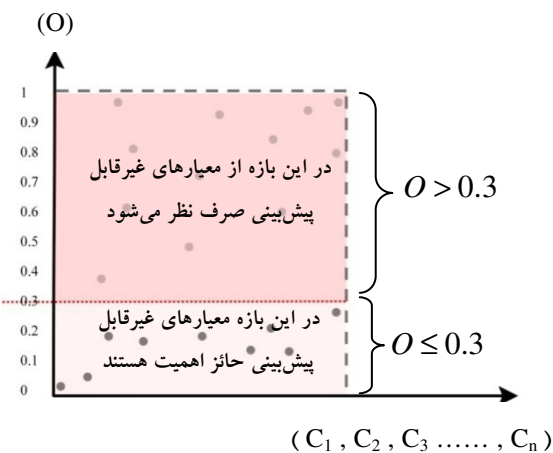 (O)
1
0.9
0.8
0.7
0.6
0.5
0.4
0.3
0.2
0.1
0
در این بازه از معیارهای غیرقابل
پیش‌بینی صرف نظر می‌شود
O > 0.3
در این بازه معیارهای غیرقابل
پیش‌بینی حائز اهمیت هستند
O ≤ 0.3
( C₁ , C₂ , C₃ ...... , Cₙ )